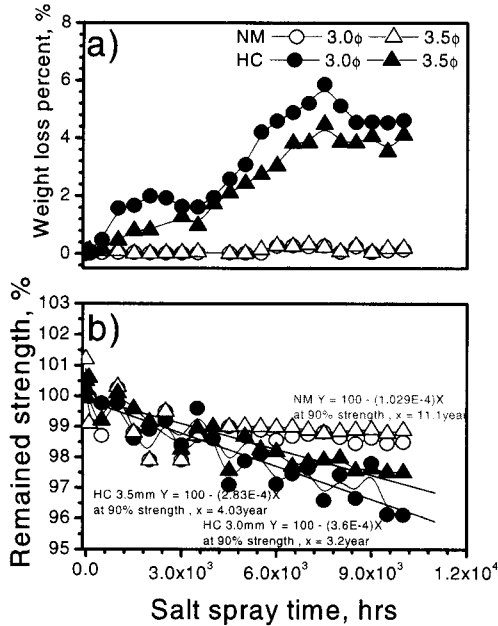 a)
NM 3.0ϕ 3.5ϕ
HC 3.0ϕ 3.5ϕ
Weight loss percent, %
8
6
4
2
0
b)
Remained strength, %
103
102
101
100
99
98
97
96
95
NM Y = 100 - (1.029E-4)X
at 90% strength , x = 11.1year
HC 3.5mm Y = 100 - (2.83E-4)X
at 90% strength , x = 4.03year
HC 3.0mm Y = 100 - (3.6E-4)X
at 90% strength , x = 3.2year
0.0 3.0x10³ 6.0x10³ 9.0x10³ 1.2x10⁴
Salt spray time, hrs